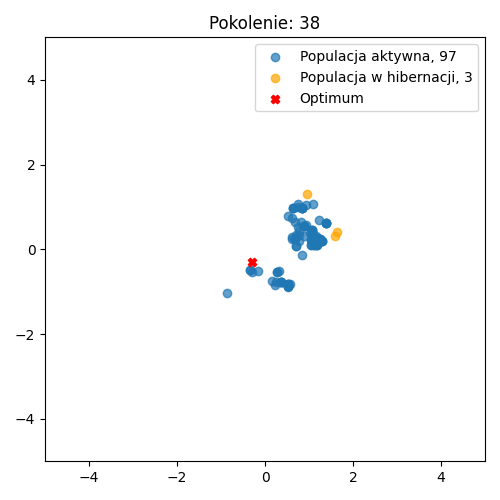 Pokolenie: 38
Populacja aktywna, 97
Populacja w hibernacji, 3
Optimum
4
2
0
−2
−4
−4
−2
0
2
4